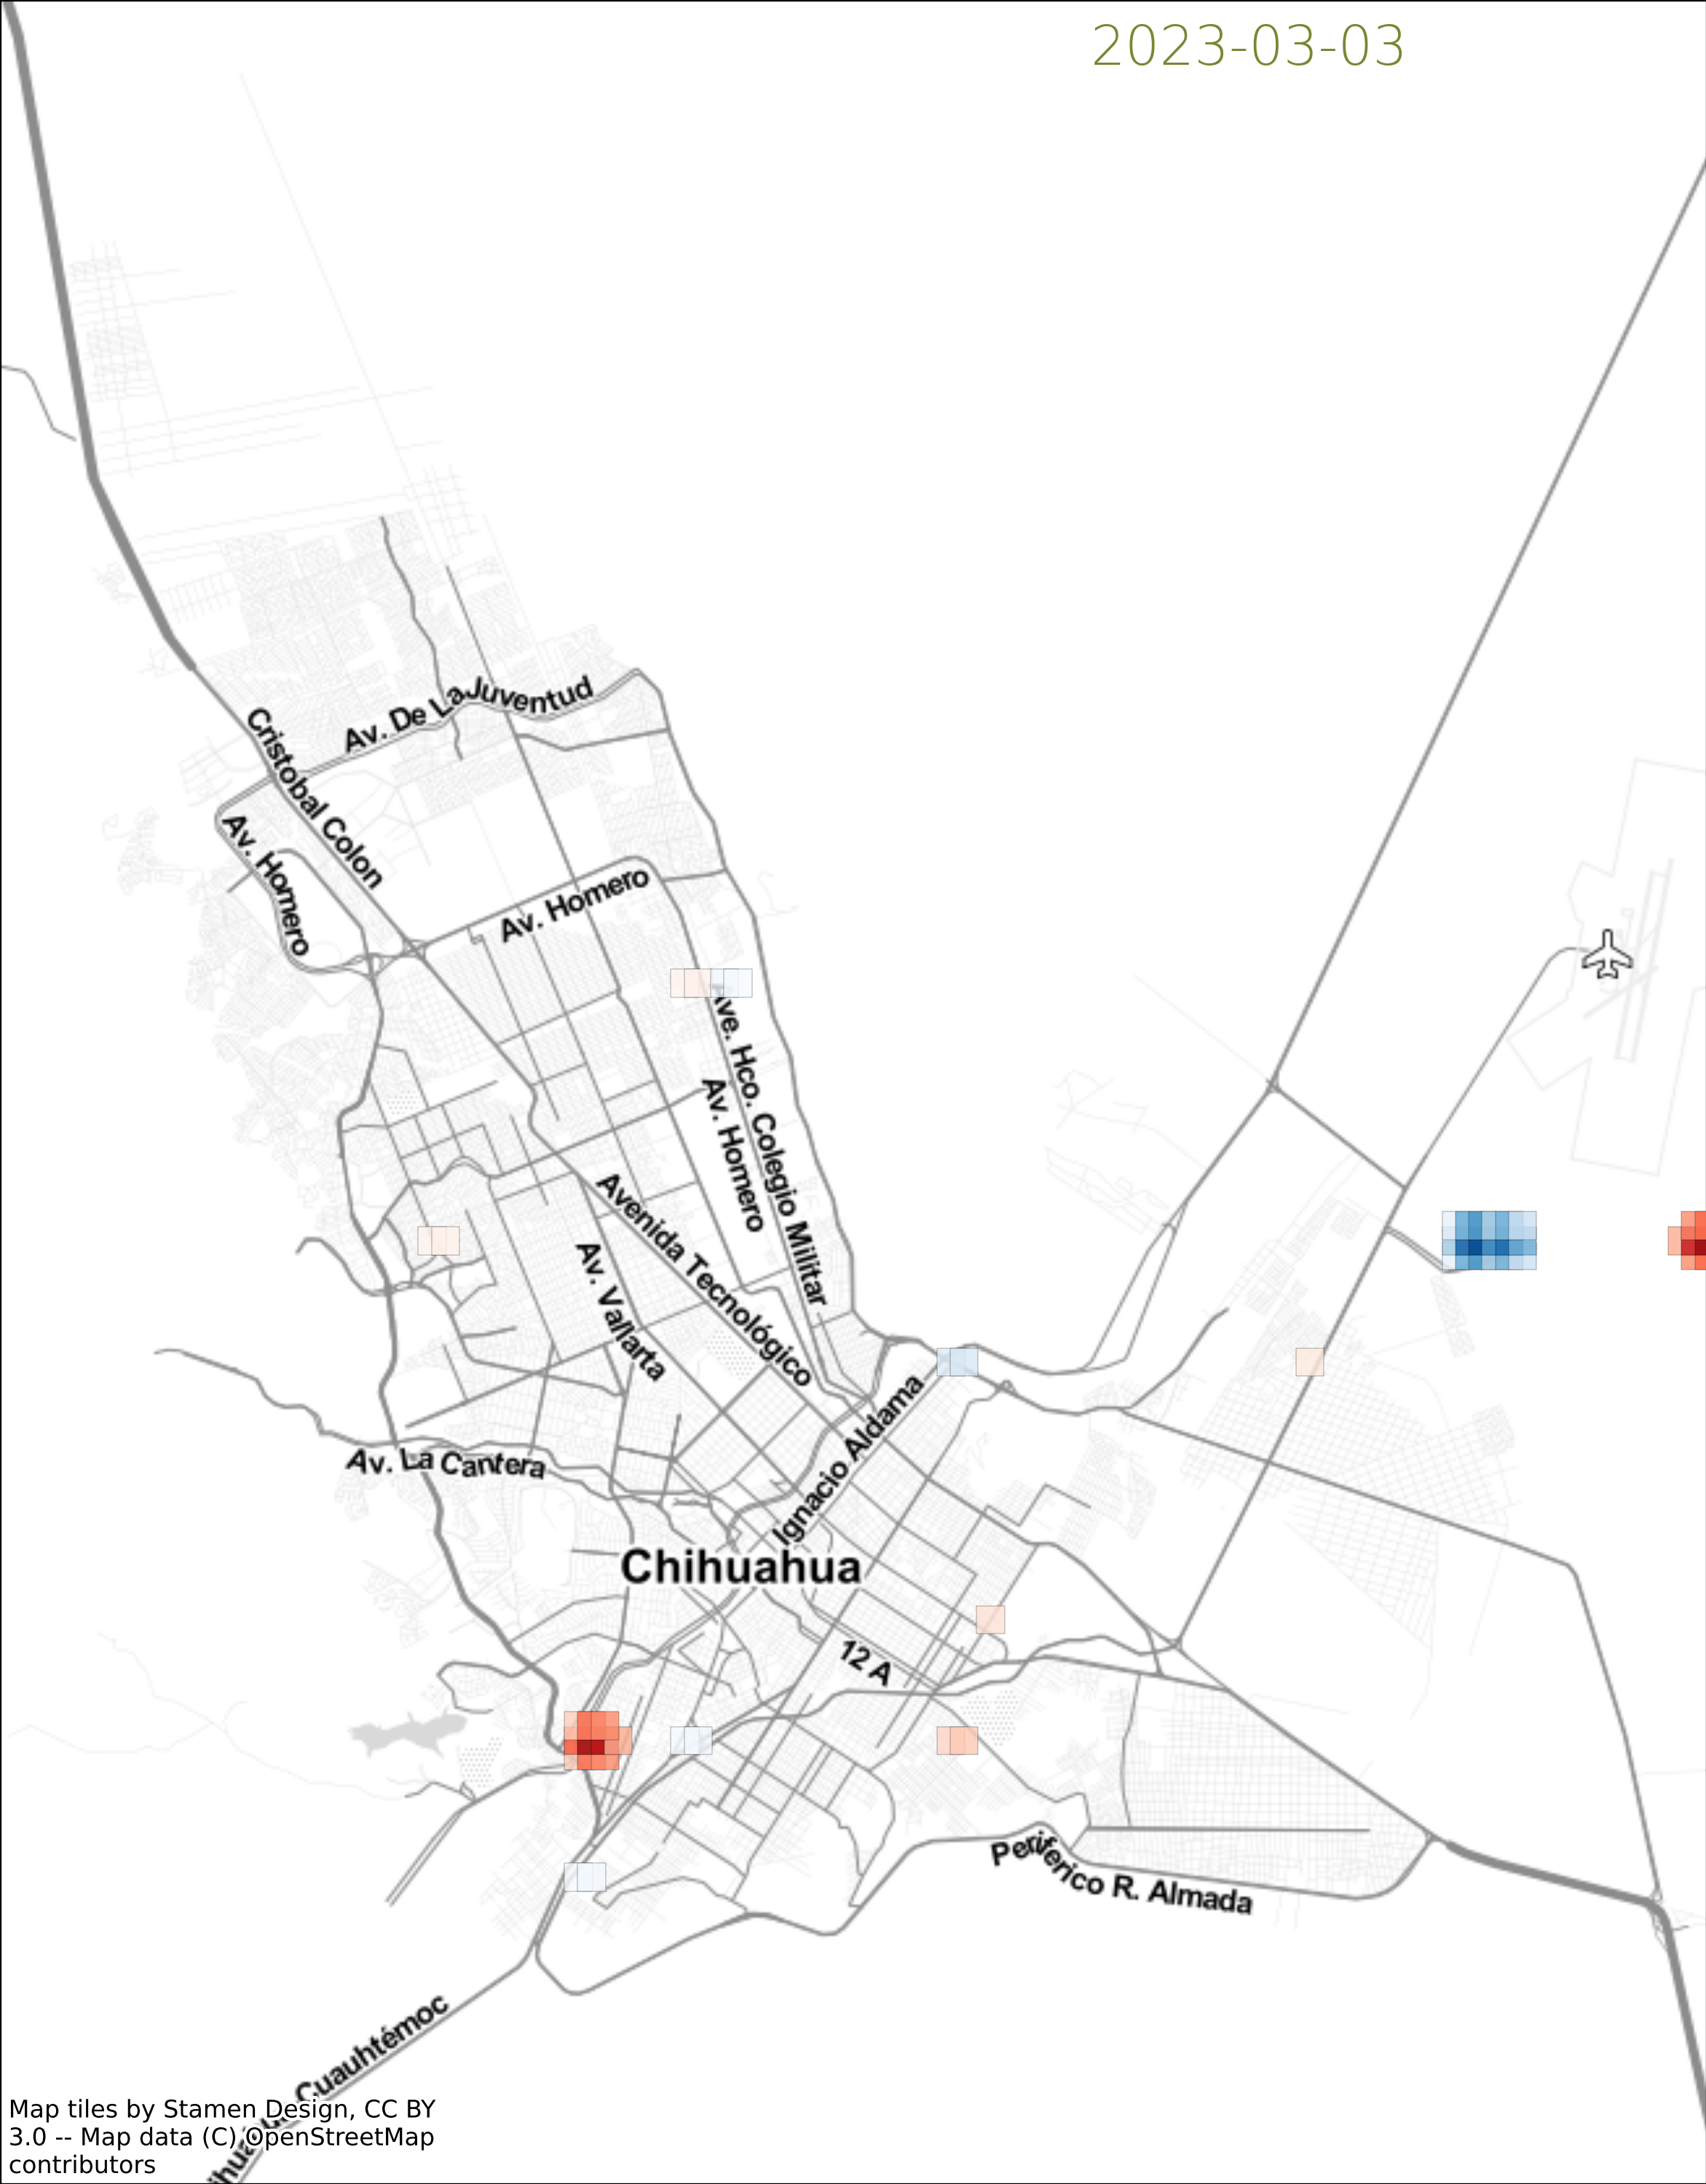 2023-03-03
Av. De La Juventud
Cristobal Colon
Av. Homero
Av. Homero
Ave. Hco. Colegio Militar
Av. Homero
Avenida Tecnológico
Av. Vallarta
Ignacio Aldama
Av. La Cantera
Chihuahua
12 A
Periferico R. Almada
Cuauhtémoc
Map tiles by Stamen Design, CC BY
3.0 -- Map data (C) OpenStreetMap
contributors